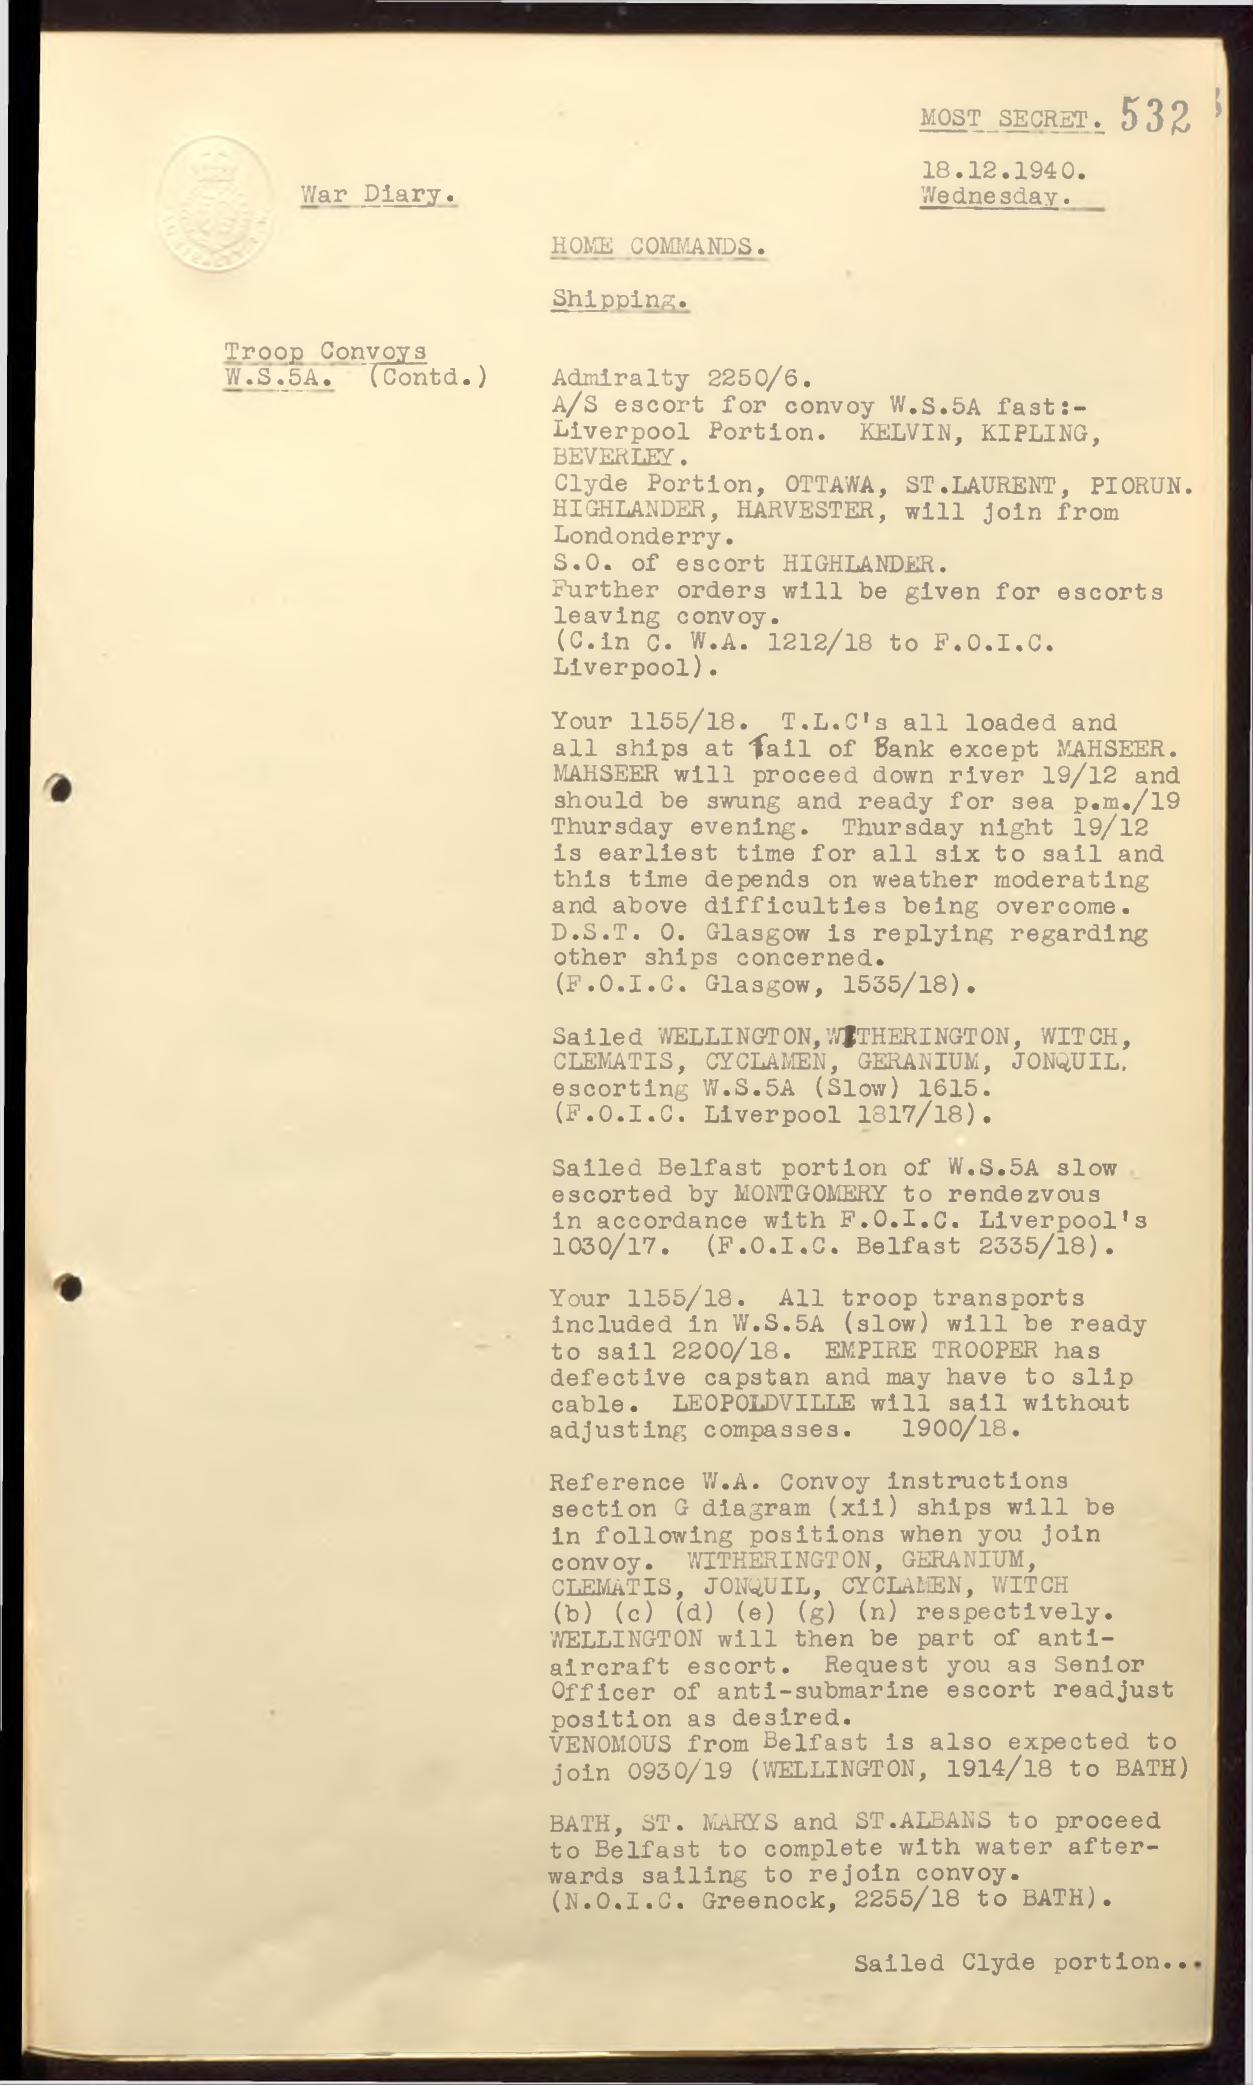 MOST SECRET. 532
18.12.1940.
War Diary.
Wednesday.
HOME COMMANDS.
Shipping.
Troop Convoys
W.S.5A. (Contd.)
Admiralty 2250/6.
A/S escort for convoy W.S.5A fast:-
Liverpool Portion. KELVIN, KIPLING,
BEVERLEY.
Clyde Portion, OTTAWA, ST.LAURENT, PIORUN.
HIGHLANDER, HARVESTER, will join from
Londonderry.
S.O. of escort HIGHLANDER.
Further orders will be given for escorts
leaving convoy.
(C.in C. W.A. 1212/18 to F.O.I.C.
Liverpool).
Your 1155/18. T.L.C's all loaded and
all ships at Tail of Bank except MAHSEER.
MAHSEER will proceed down river 19/12 and
should be swung and ready for sea p.m./19
Thursday evening. Thursday night 19/12
is earliest time for all six to sail and
this time depends on weather moderating
and above difficulties being overcome.
D.S.T. O. Glasgow is replying regarding
other ships concerned.
(F.O.I.C. Glasgow, 1535/18).
Sailed WELLINGTON,WITHERINGTON, WITCH,
CLEMATIS, CYCLAMEN, GERANIUM, JONQUIL.
escorting W.S.5A (Slow) 1615.
(F.O.I.C. Liverpool 1817/18).
Sailed Belfast portion of W.S.5A slow
escorted by MONTGOMERY to rendezvous
in accordance with F.O.I.C. Liverpool's
1030/17. (F.O.I.C. Belfast 2335/18).
Your 1155/18. All troop transports
included in W.S.5A (slow) will be ready
to sail 2200/18. EMPIRE TROOPER has
defective capstan and may have to slip
cable. LEOPOLDVILLE will sail without
adjusting compasses. 1900/18.
Reference W.A. Convoy instructions
section G diagram (xii) ships will be
in following positions when you join
convoy. WITHERINGTON, GERANIUM,
CLEMATIS, JONQUIL, CYCLAMEN, WITCH
(b) (c) (d) (e) (g) (n) respectively.
WELLINGTON will then be part of anti-
aircraft escort. Request you as Senior
Officer of anti-submarine escort readjust
position as desired.
VENOMOUS from Belfast is also expected to
join 0930/19 (WELLINGTON, 1914/18 to BATH)
BATH, ST. MARYS and ST.ALBANS to proceed
to Belfast to complete with water after-
wards sailing to rejoin convoy.
(N.O.I.C. Greenock, 2255/18 to BATH).
Sailed Clyde portion...